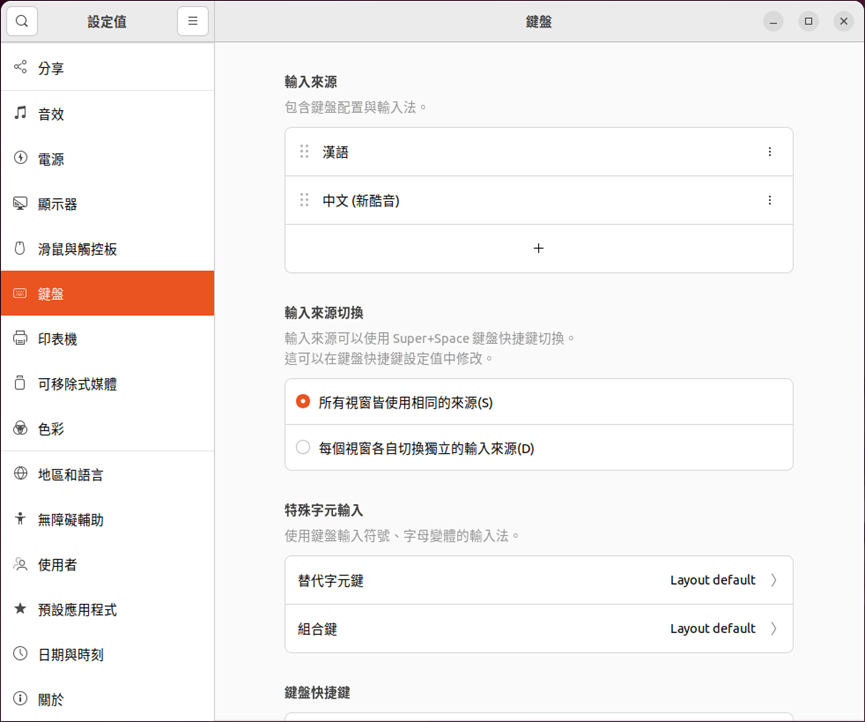 設定值
鍵盤
分享
音效
電源
顯示器
滑鼠與觸控板
鍵盤
印表機
可移除式媒體
色彩
地區和語言
無障礙輔助
使用者
預設應用程式
日期與時刻
關於
輸入來源
包含鍵盤配置與輸入法。
漢語
中文 (新酷音)
輸入來源切換
輸入來源可以使用 Super+Space 鍵盤快捷鍵切換。
這可以在鍵盤快捷鍵設定值中修改。
所有視窗皆使用相同的來源(S)
每個視窗各自切換獨立的輸入來源(D)
特殊字元輸入
使用鍵盤輸入符號、字母變體的輸入法。
替代字元鍵 Layout default
組合鍵 Layout default
鍵盤快捷鍵